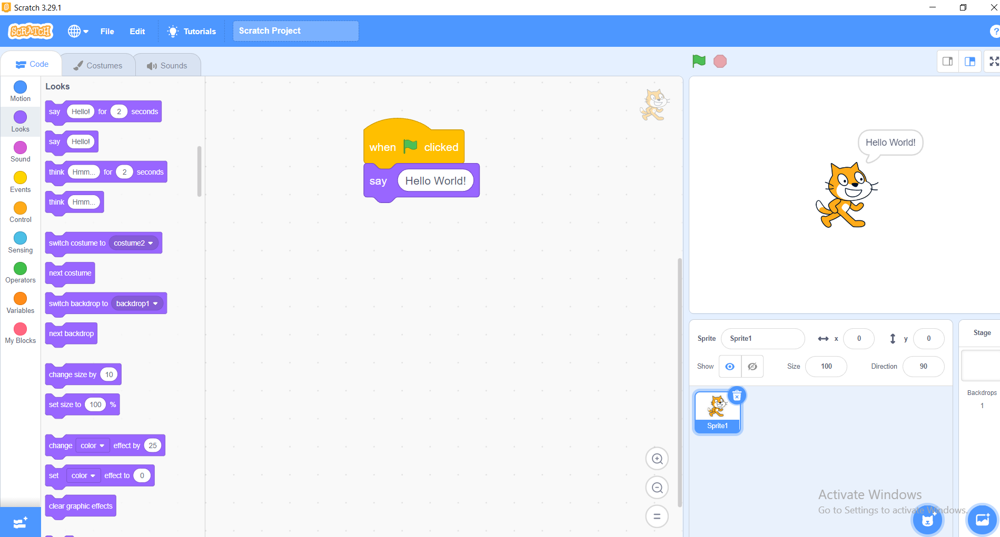 Scratch 3.29.1
SCRATCH
File
Edit
Tutorials
Scratch Project
?
Code
Costumes
Sounds
Motion
Looks
Sound
Events
Control
Sensing
Operators
Variables
My Blocks
Looks
say Hello! for 2 seconds
say Hello!
think Hmm... for 2 seconds
think Hmm...
switch costume to costume2
next costume
switch backdrop to backdrop1
next backdrop
change size by 10
set size to 100 %
change color effect by 25
set color effect to 0
clear graphic effects
when clicked
say Hello World!
Hello World!
Sprite Sprite1 x 0 y 0
Show Size 100 Direction 90
Sprite1
Stage
Backdrops
1
Activate Windows
Go to Settings to activate Windows.